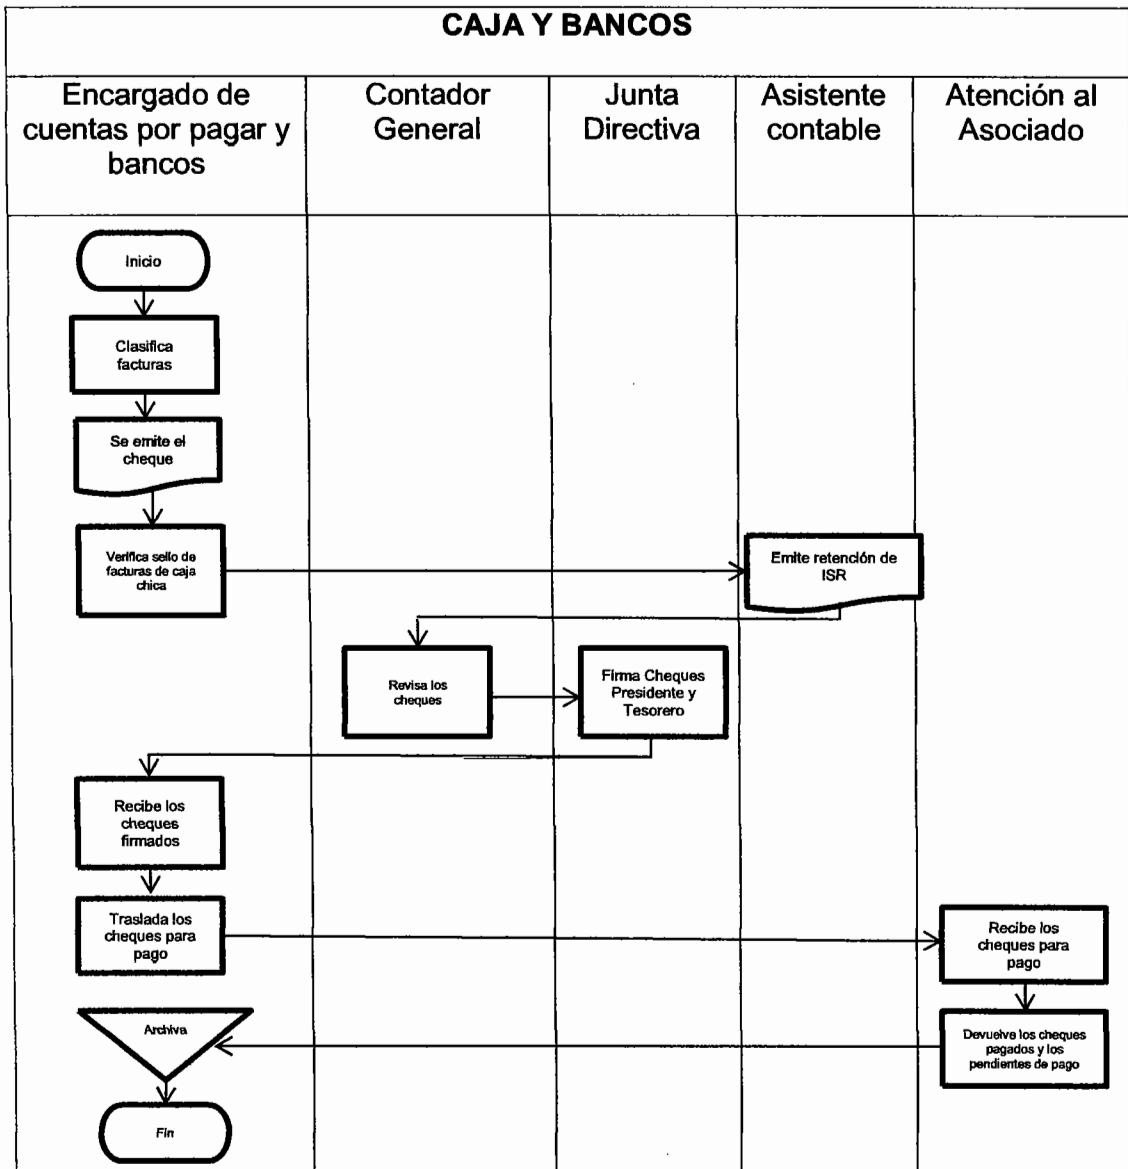 CAJA Y BANCOS
Encargado de
cuentas por pagar y
bancos
Contador
General
Junta
Directiva
Asistente
contable
Atención al
Asociado
Inicio
Clasifica
facturas
Se emite el
cheque
Verifica sello de
facturas de caja
chica
Emite retención de
ISR
Revisa los
cheques
Firma Cheques
Presidente y
Tesorero
Recibe los
cheques
firmados
Traslada los
cheques para
pago
Recibe los
cheques para
pago
Devuelve los cheques
pagados y los
pendientes de pago
Archiva
Fin